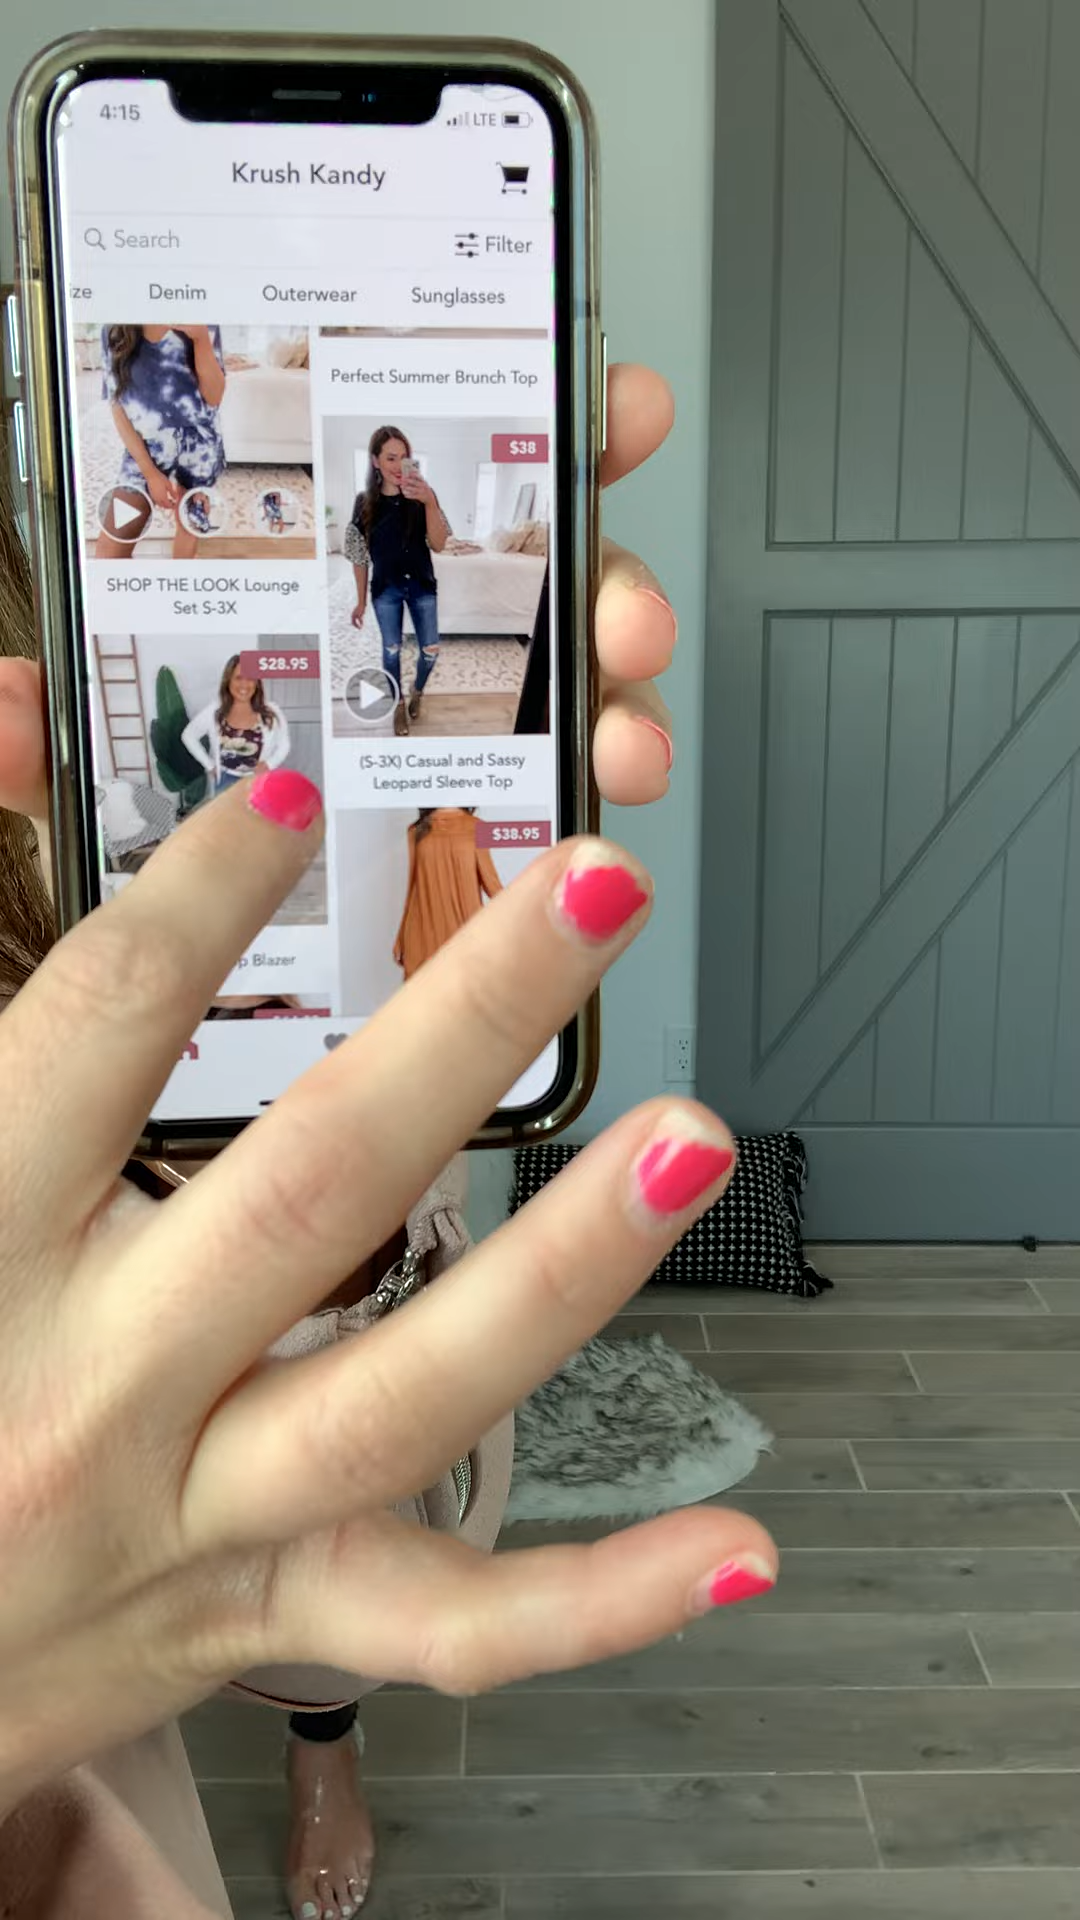 4:15
LTE
Krush Kandy
Search
Filter
Denim
Outerwear
Sunglasses
Perfect Summer Brunch Top
$38
SHOP THE LOOK Lounge
Set S-3X
$28.95
(S-3X) Casual and Sassy
Leopard Sleeve Top
$38.95
Blazer